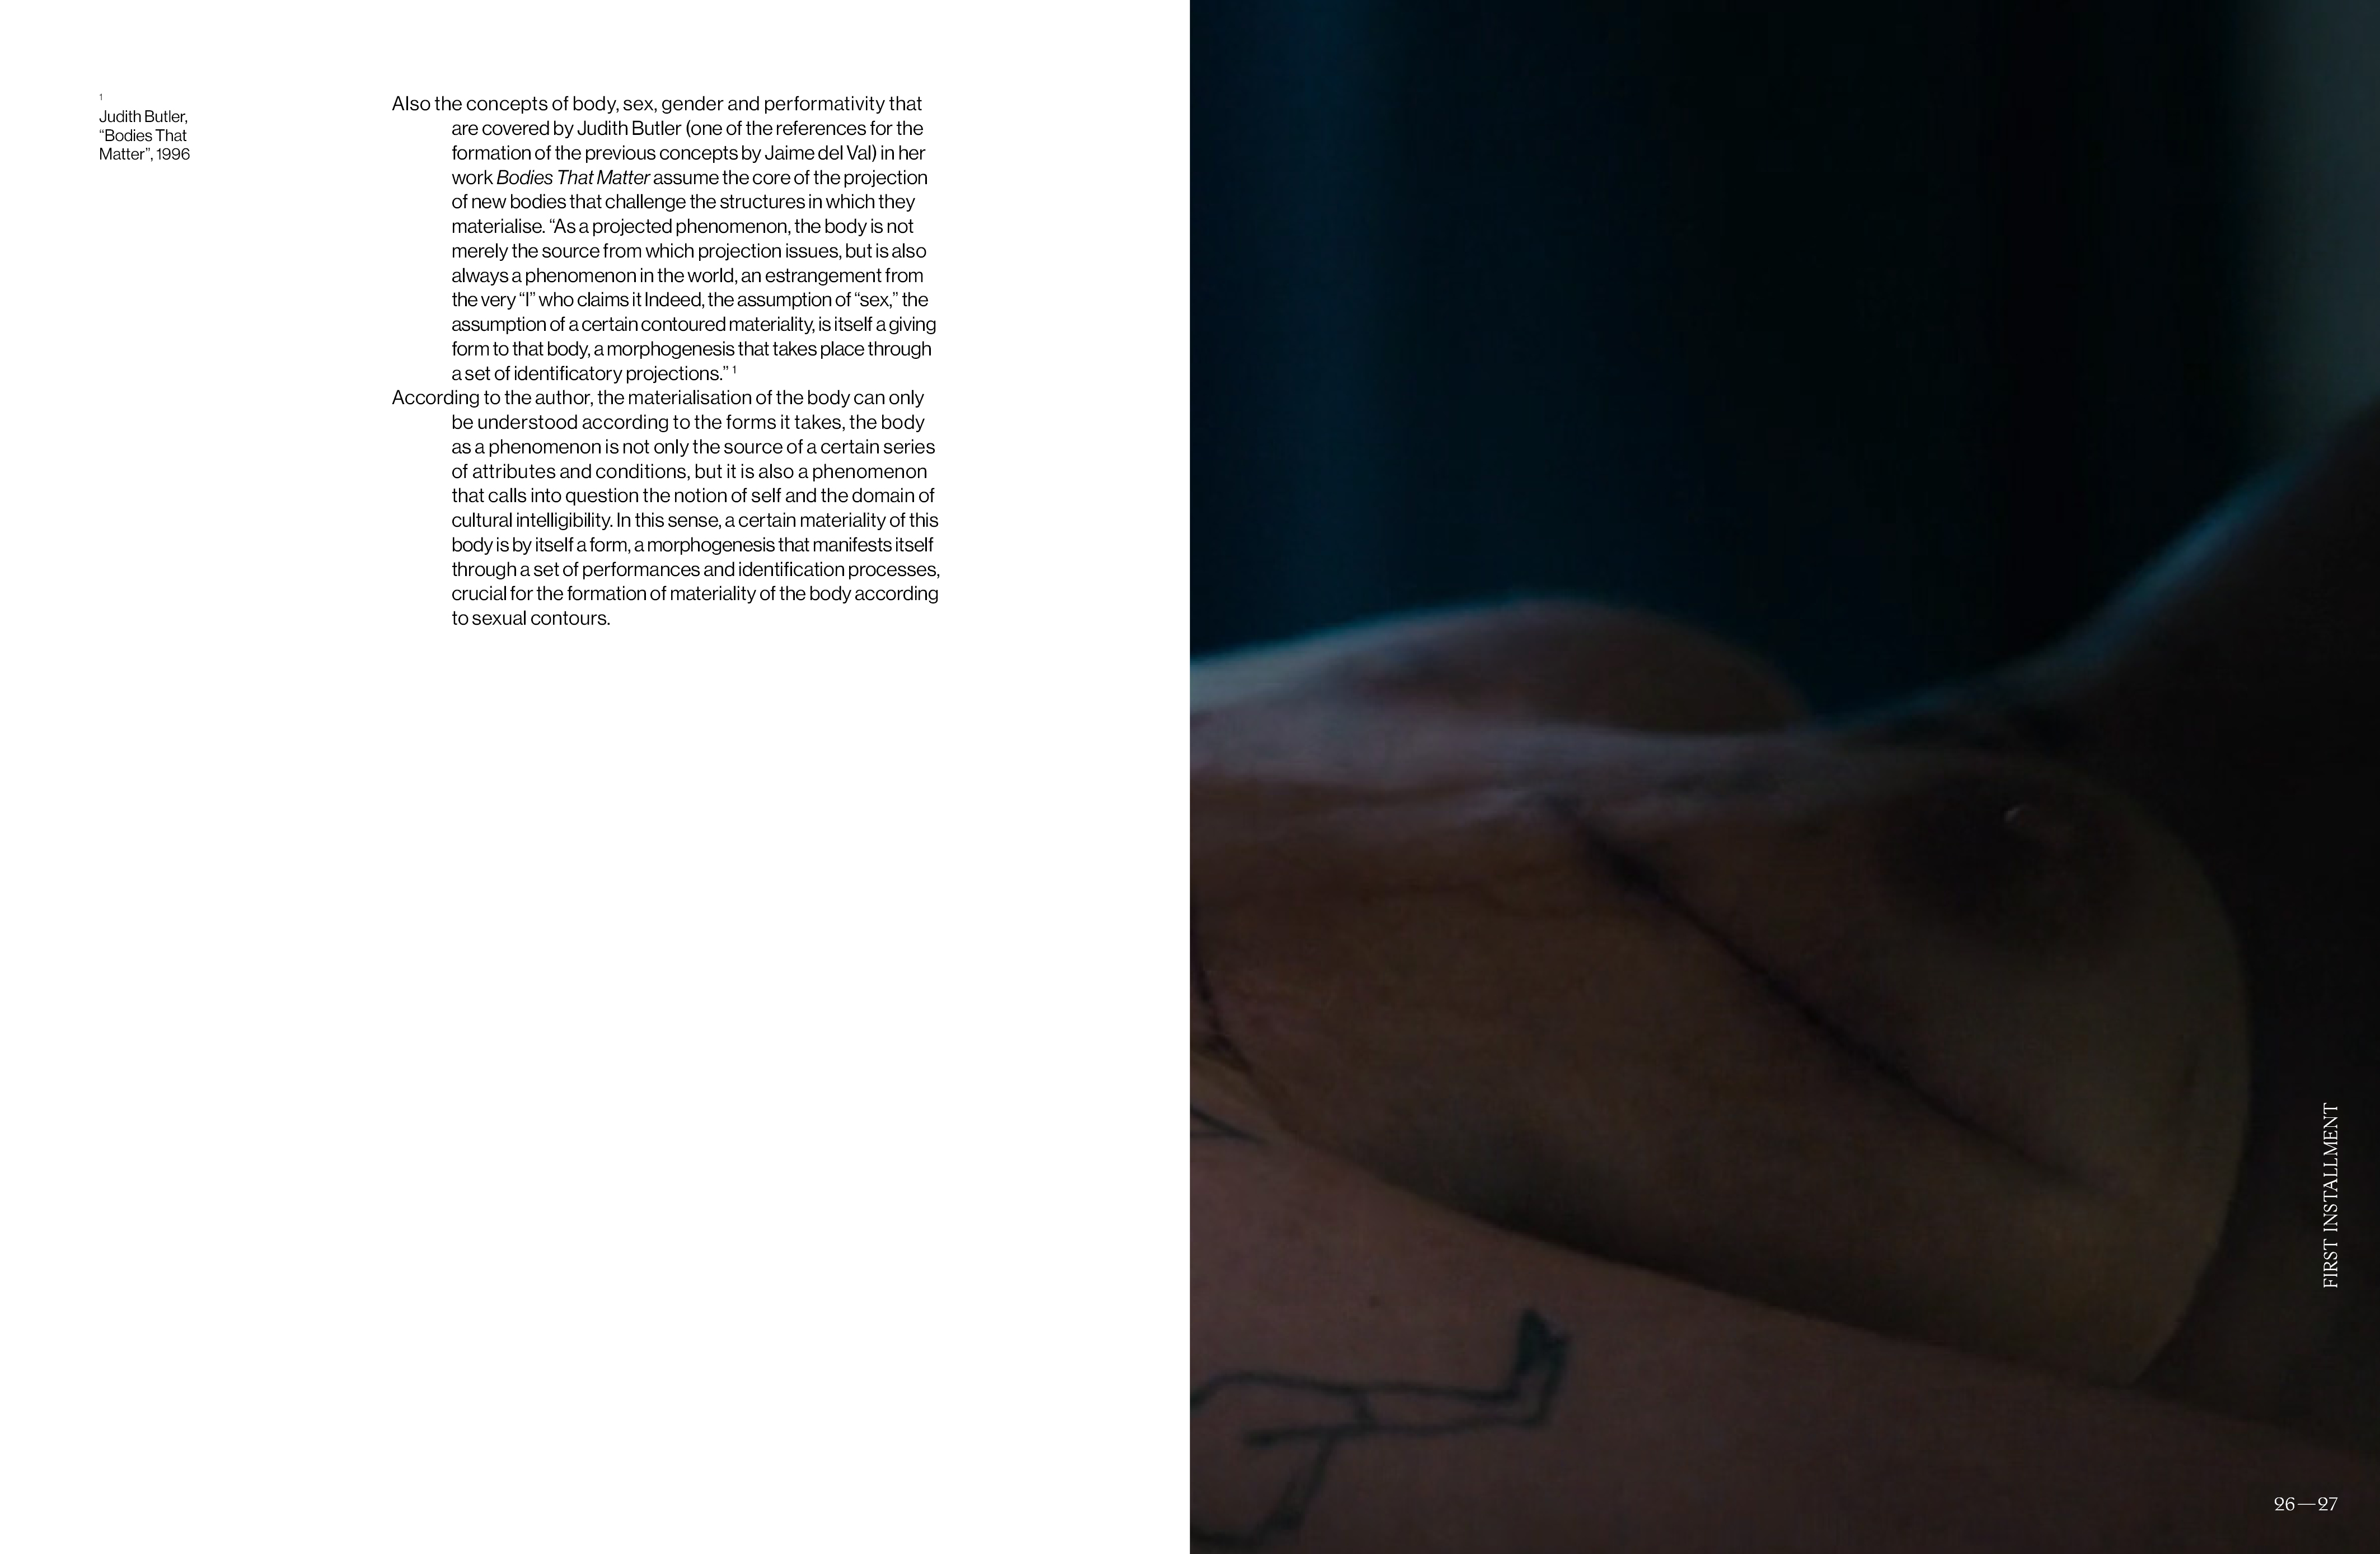 1
Judith Butler,
“Bodies That
Matter”, 1996
Also the concepts of body, sex, gender and performativity that
are covered by Judith Butler (one of the references for the
formation of the previous concepts by Jaime del Val) in her
work Bodies That Matter assume the core of the projection
of new bodies that challenge the structures in which they
materialise. “As a projected phenomenon, the body is not
merely the source from which projection issues, but is also
always a phenomenon in the world, an estrangement from
the very “I” who claims it Indeed, the assumption of “sex,” the
assumption of a certain contoured materiality, is itself a giving
form to that body, a morphogenesis that takes place through
a set of identificatory projections.” 1
According to the author, the materialisation of the body can only
be understood according to the forms it takes, the body
as a phenomenon is not only the source of a certain series
of attributes and conditions, but it is also a phenomenon
that calls into question the notion of self and the domain of
cultural intelligibility. In this sense, a certain materiality of this
body is by itself a form, a morphogenesis that manifests itself
through a set of performances and identification processes,
crucial for the formation of materiality of the body according
to sexual contours.
FIRST INSTALLMENT
26—27